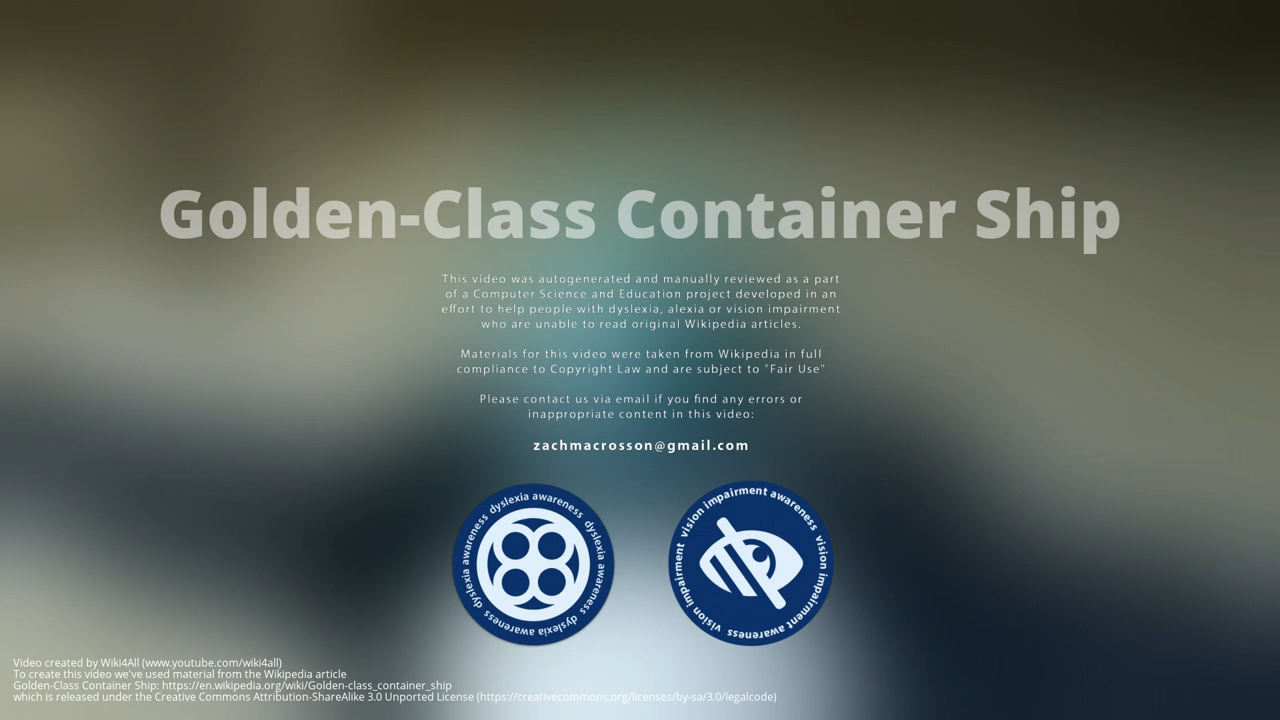 Golden-Class Container Ship
This video was autogenerated and manually reviewed as a part
of a Computer Science and Education project developed in an
effort to help people with dyslexia, alexia or vision impairment
who are unable to read original Wikipedia articles.
Materials for this video were taken from Wikipedia in full
compliance to Copyright Law and are subject to "Fair Use"
Please contact us via email if you find any errors or
inappropriate content in this video:
zachmacrosson@gmail.com
dyslexia awareness dyslexia awareness dyslexia awareness dyslexia awareness
vision impairment awareness vision impairment awareness vision impairment
Video created by Wiki4All (www.youtube.com/wiki4all)
To create this video we've used material from the Wikipedia article
Golden-Class Container Ship: https://en.wikipedia.org/wiki/Golden-class_container_ship
which is released under the Creative Commons Attribution-ShareAlike 3.0 Unported License (https://creativecommons.org/licenses/by-sa/3.0/legalcode)